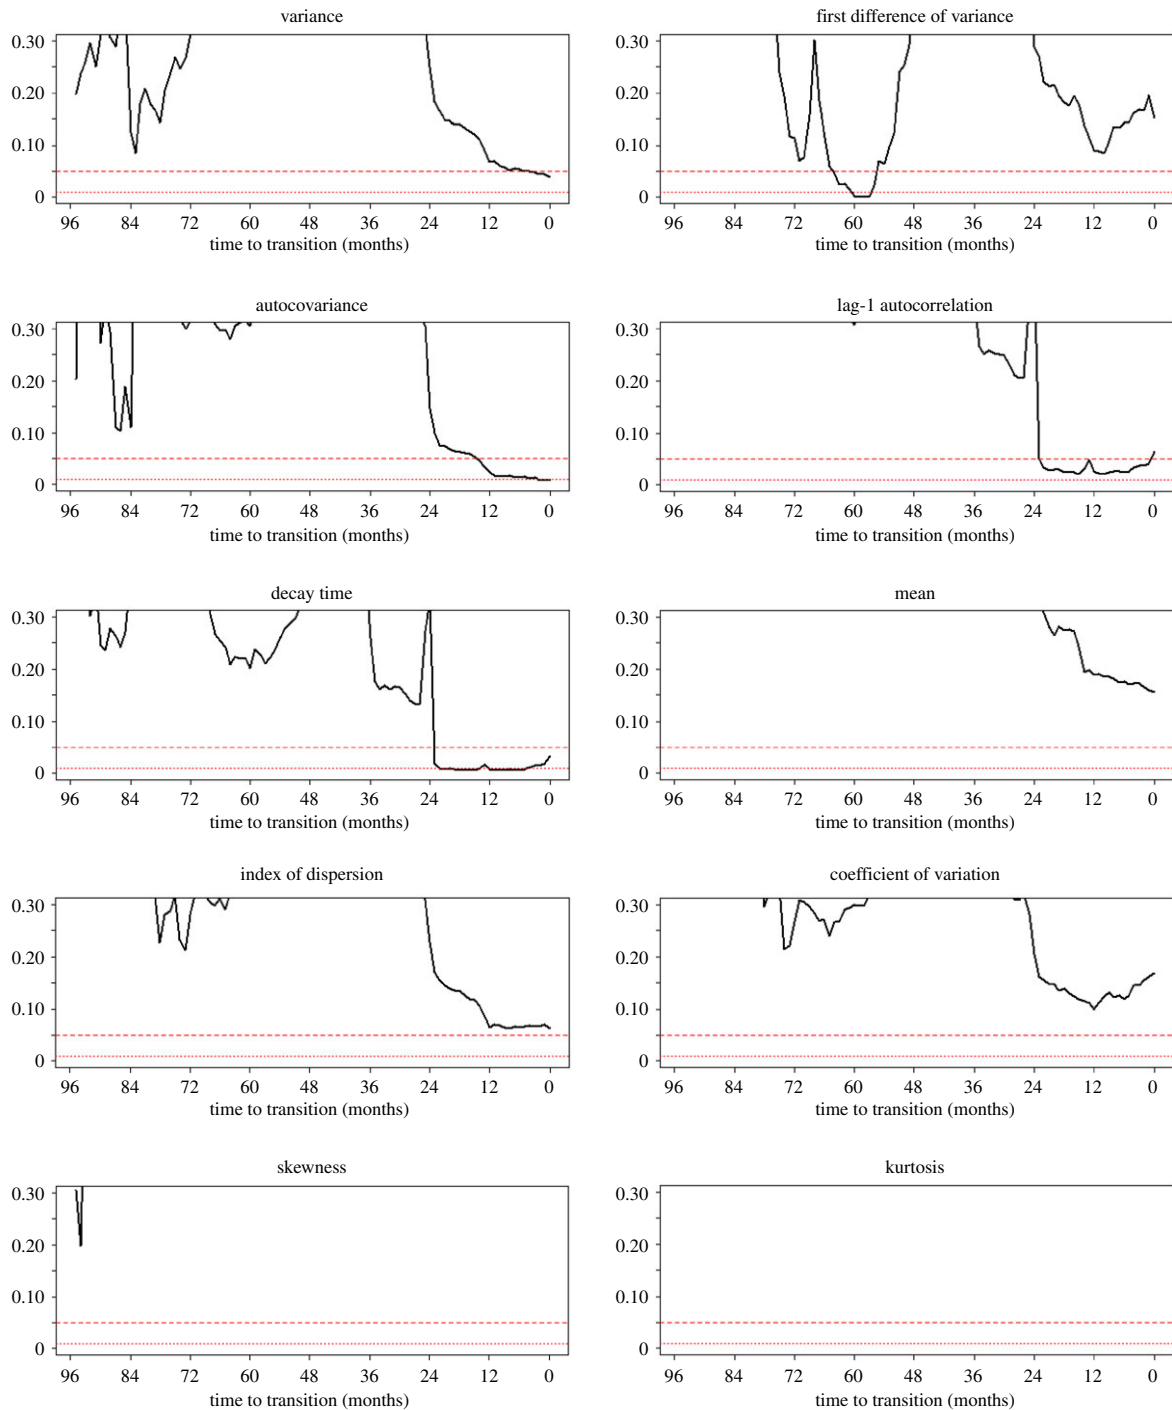 variance
0.30
0.20
0.10
0
96 84 72 60 48 36 24 12 0
time to transition (months)
first difference of variance
0.30
0.20
0.10
0
96 84 72 60 48 36 24 12 0
time to transition (months)
autocovariance
0.30
0.20
0.10
0
96 84 72 60 48 36 24 12 0
time to transition (months)
lag-1 autocorrelation
0.30
0.20
0.10
0
96 84 72 60 48 36 24 12 0
time to transition (months)
decay time
0.30
0.20
0.10
0
96 84 72 60 48 36 24 12 0
time to transition (months)
mean
0.30
0.20
0.10
0
96 84 72 60 48 36 24 12 0
time to transition (months)
index of dispersion
0.30
0.20
0.10
0
96 84 72 60 48 36 24 12 0
time to transition (months)
coefficient of variation
0.30
0.20
0.10
0
96 84 72 60 48 36 24 12 0
time to transition (months)
skewness
0.30
0.20
0.10
0
96 84 72 60 48 36 24 12 0
time to transition (months)
kurtosis
0.30
0.20
0.10
0
96 84 72 60 48 36 24 12 0
time to transition (months)